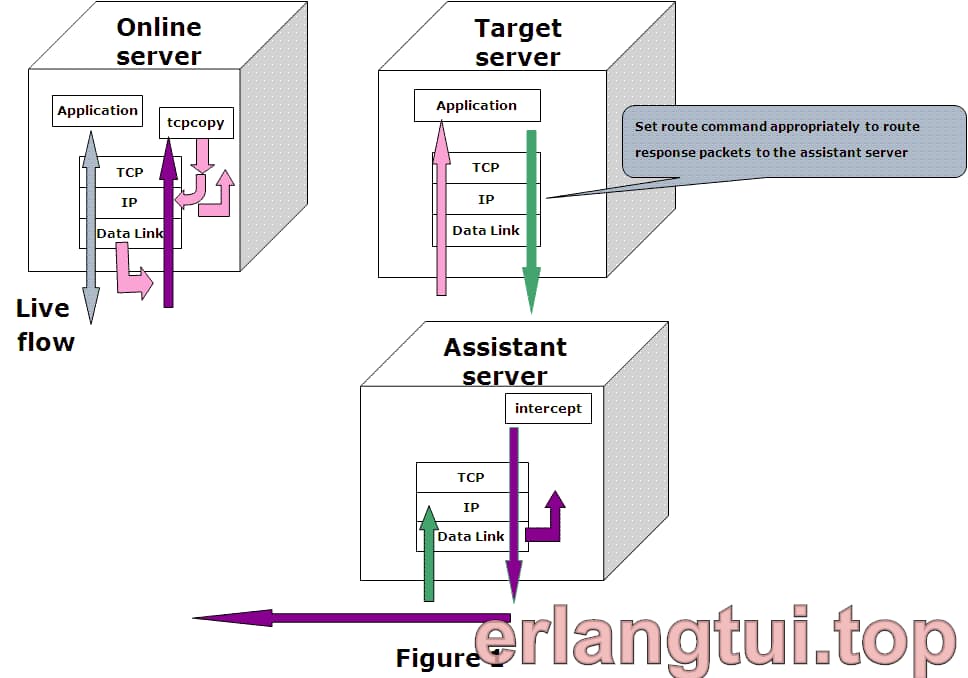 Online
server
Application
tcpcopy
TCP
IP
Data Link
Live
flow
Target
server
Application
TCP
IP
Data Link
Set route command appropriately to route
response packets to the assistant server
Assistant
server
intercept
TCP
IP
Data Link
Figure
erlangtui.top